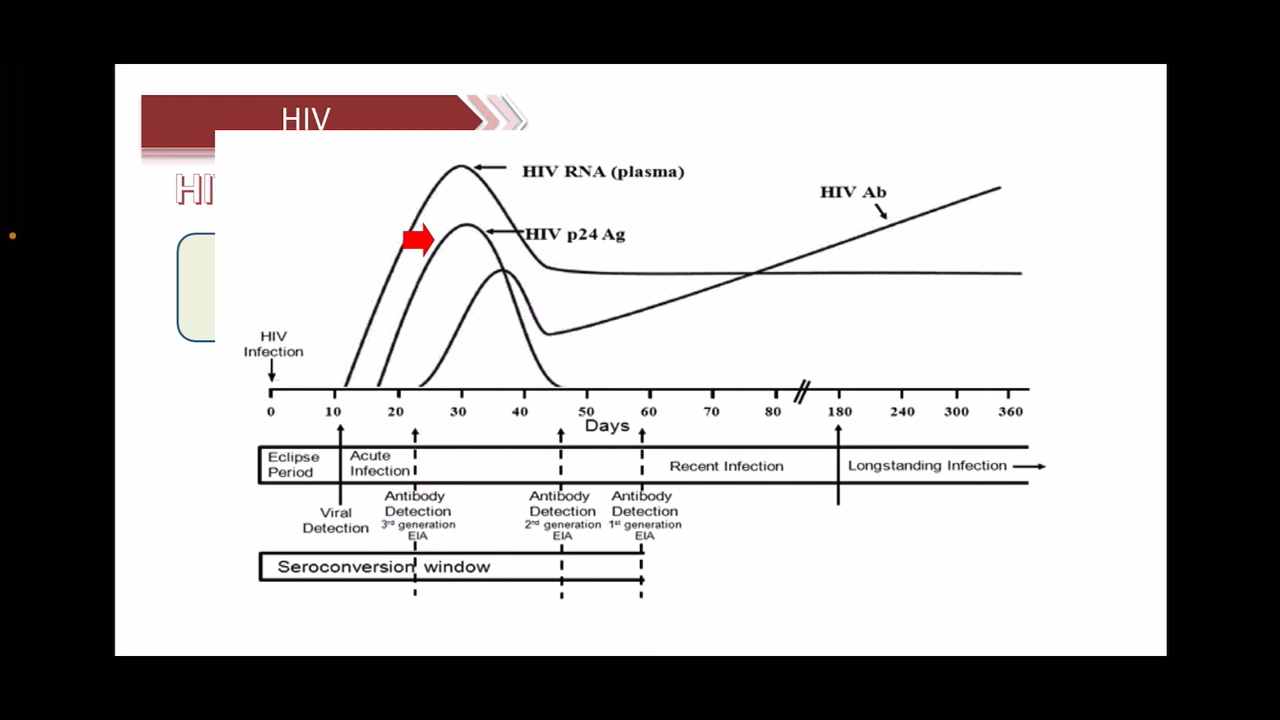 HIV
HI
HIV RNA (plasma)
HIV Ab
HIV p24 Ag
HIV
Infection
0 10 20 30 40 50 60 70 80 180 240 300 360
Days
Eclipse
Period
Acute
Infection
Recent Infection
Longstanding Infection
Viral
Detection
Antibody
Detection
3rd generation
EIA
Antibody
Detection
2nd generation
EIA
Antibody
Detection
1st generation
EIA
Seroconversion window